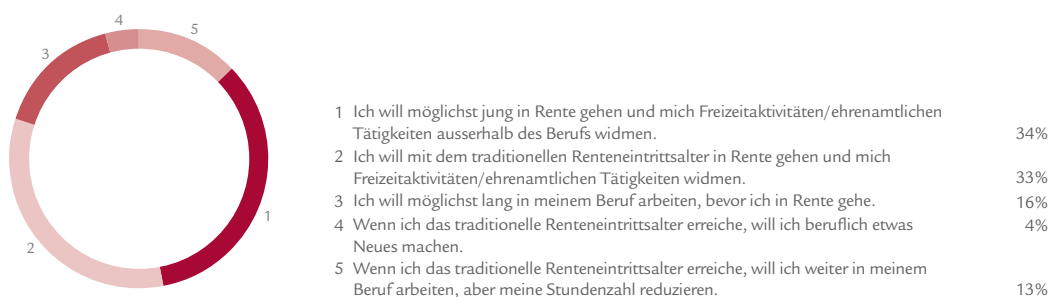 4
5
3
1
2
1 Ich will möglichst jung in Rente gehen und mich Freizeitaktivitäten/ehrenamtlichen
Tätigkeiten ausserhalb des Berufs widmen. 34%
2 Ich will mit dem traditionellen Renteneintrittsalter in Rente gehen und mich
Freizeitaktivitäten/ehrenamtlichen Tätigkeiten widmen. 33%
3 Ich will möglichst lang in meinem Beruf arbeiten, bevor ich in Rente gehe. 16%
4 Wenn ich das traditionelle Renteneintrittsalter erreiche, will ich beruflich etwas 4%
Neues machen.
5 Wenn ich das traditionelle Renteneintrittsalter erreiche, will ich weiter in meinem
Beruf arbeiten, aber meine Stundenzahl reduzieren. 13%